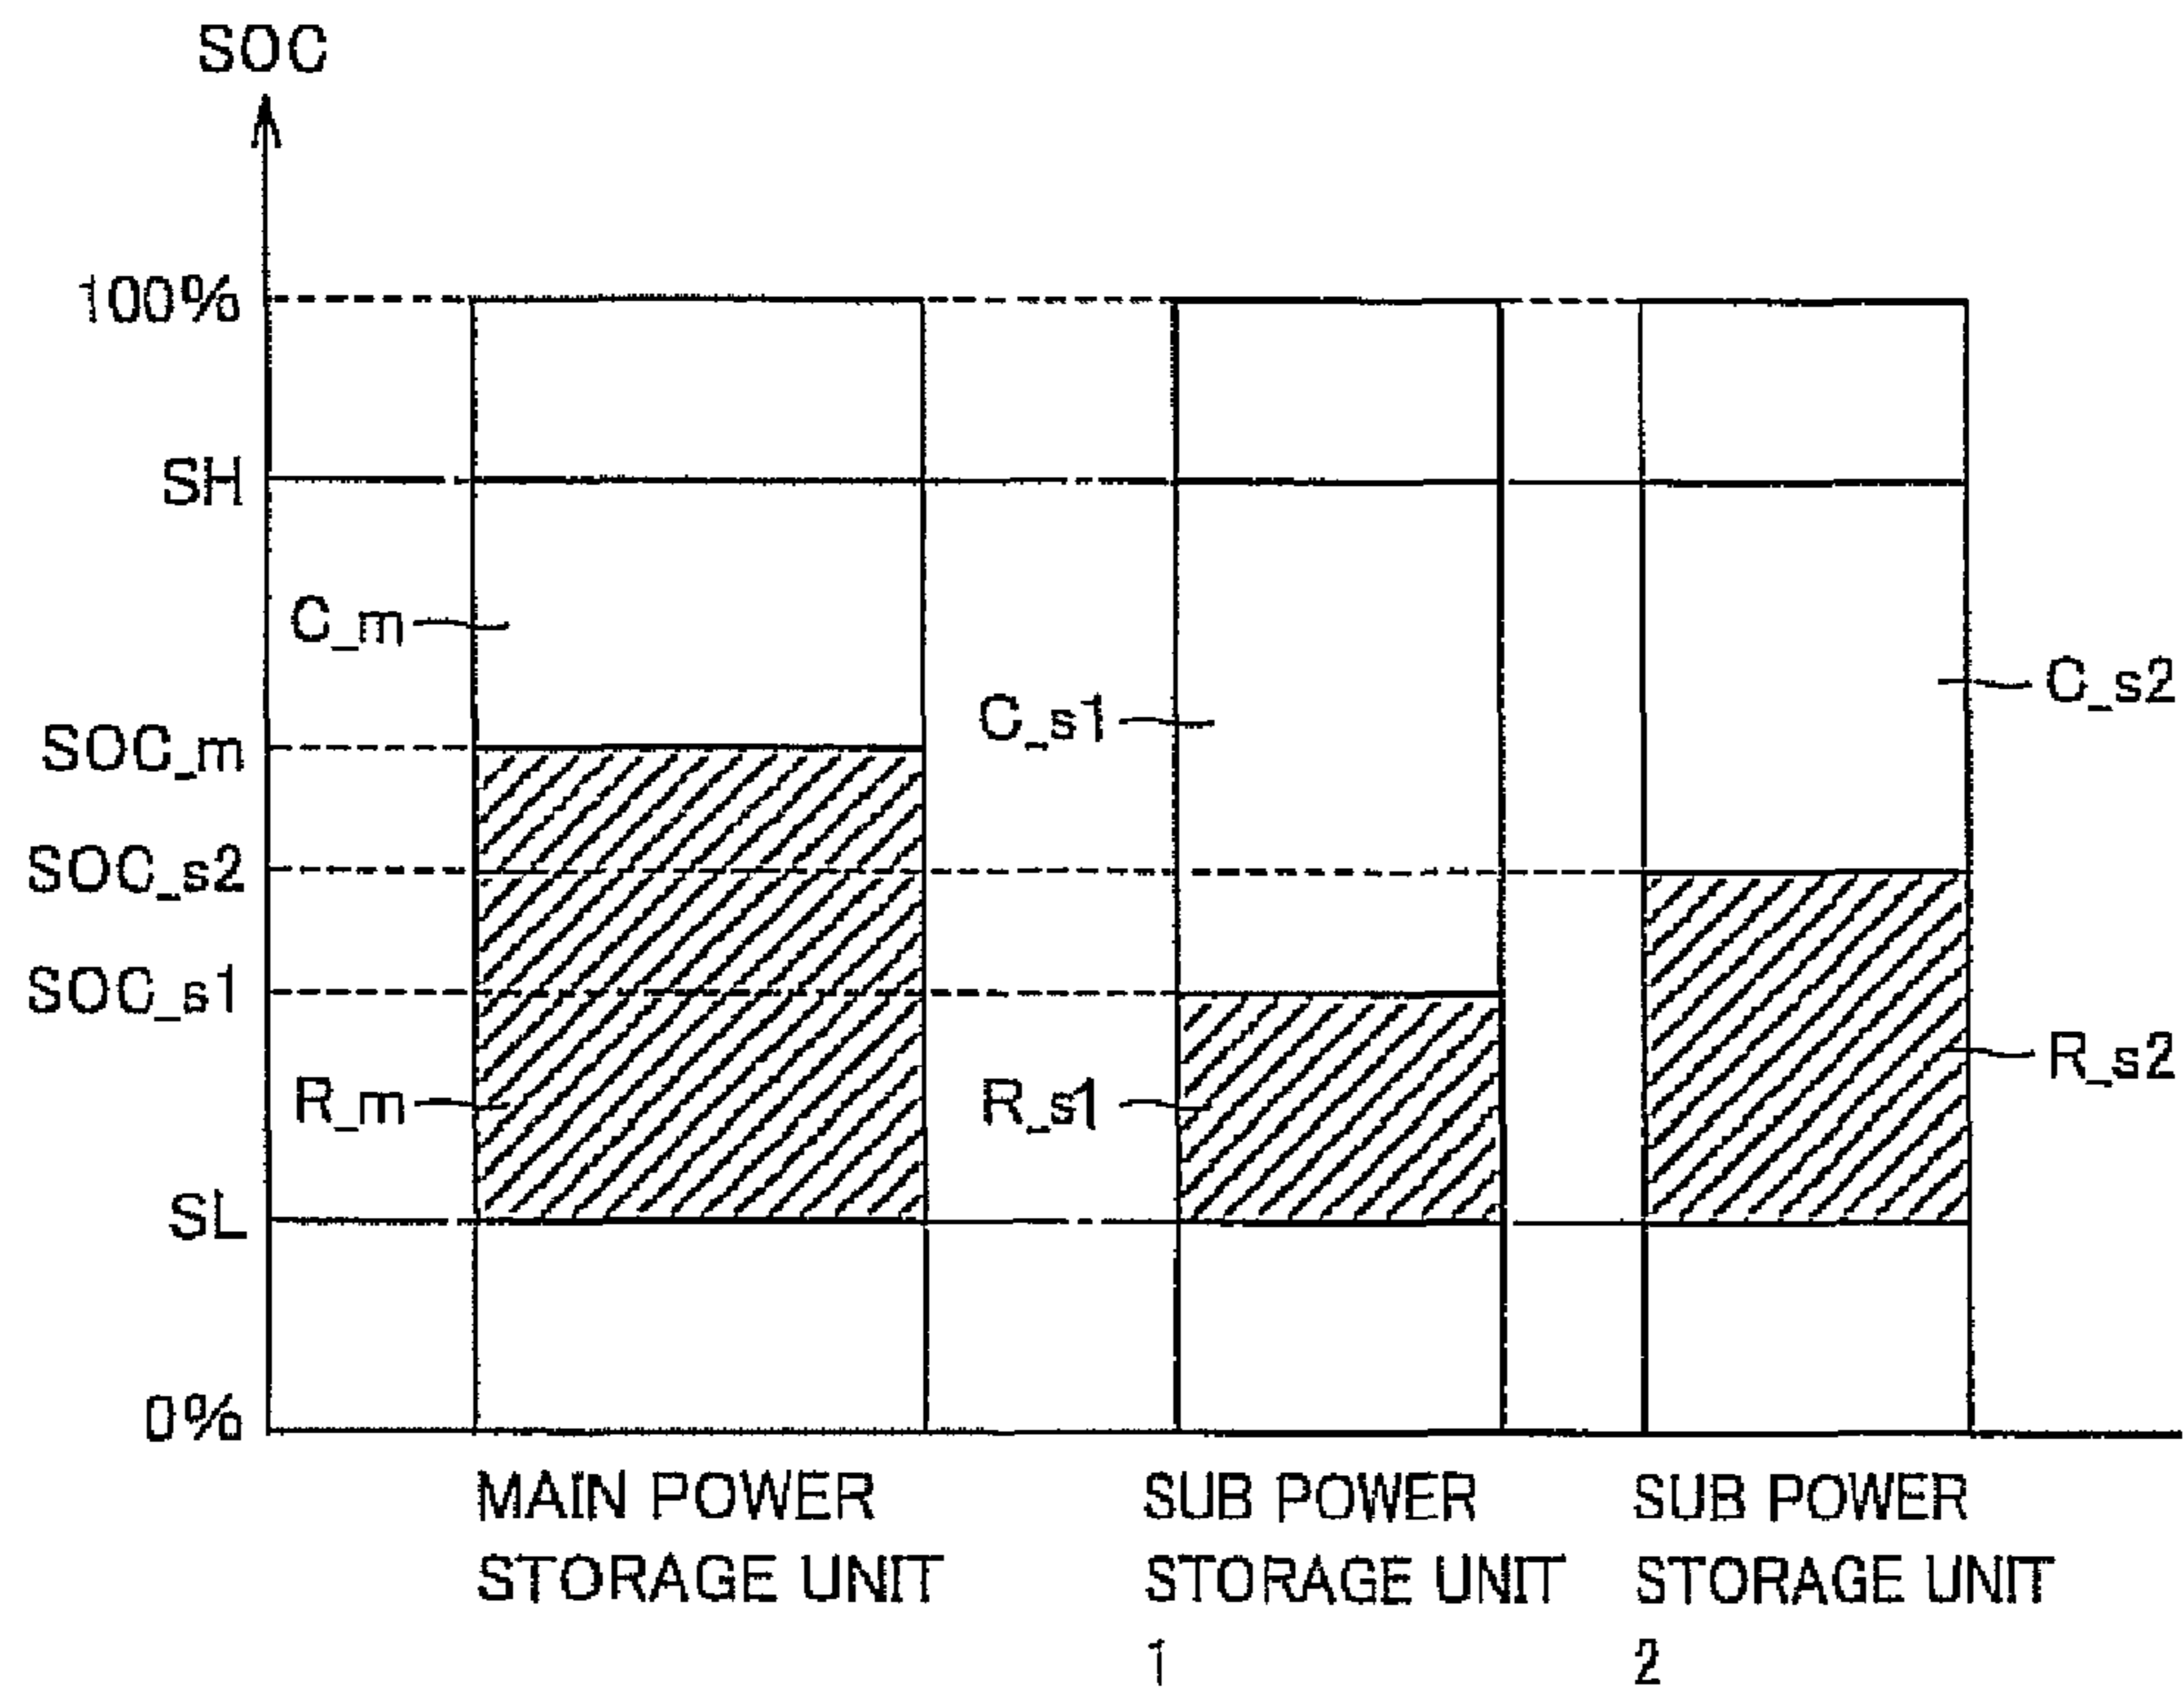 SOC
100%
SH
C_m
C_s2
C_s1
SOC_m
SOC_s2
SOC_s1
R_s2
R_m
R_s1
SL
0%
MAIN POWER
STORAGE UNIT
SUB POWER
STORAGE UNIT
1
SUB POWER
STORAGE UNIT
2